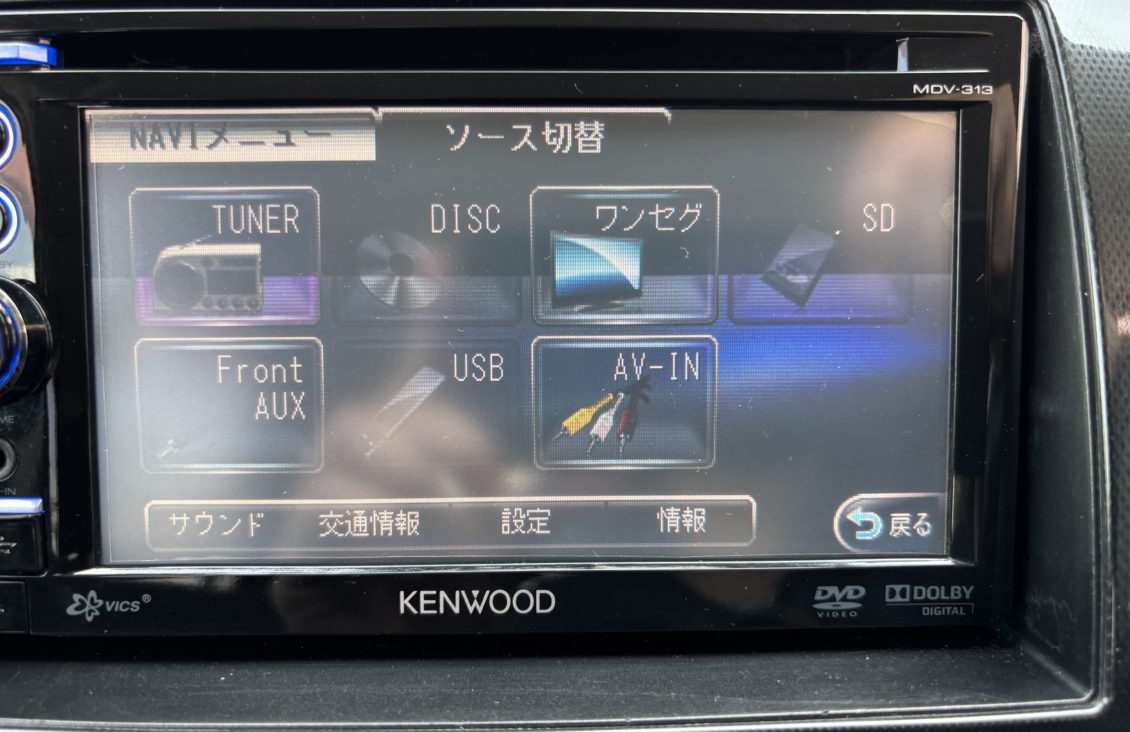 MDV-313
NAVIメニュー
ソース切替
TUNER
DISC
ワンセグ
SD
Front
AUX
USB
AV-IN
サウンド
交通情報
設定
情報
戻る
VICS®
KENWOOD
DVD
VIDEO
DOLBY
DIGITAL
-IN